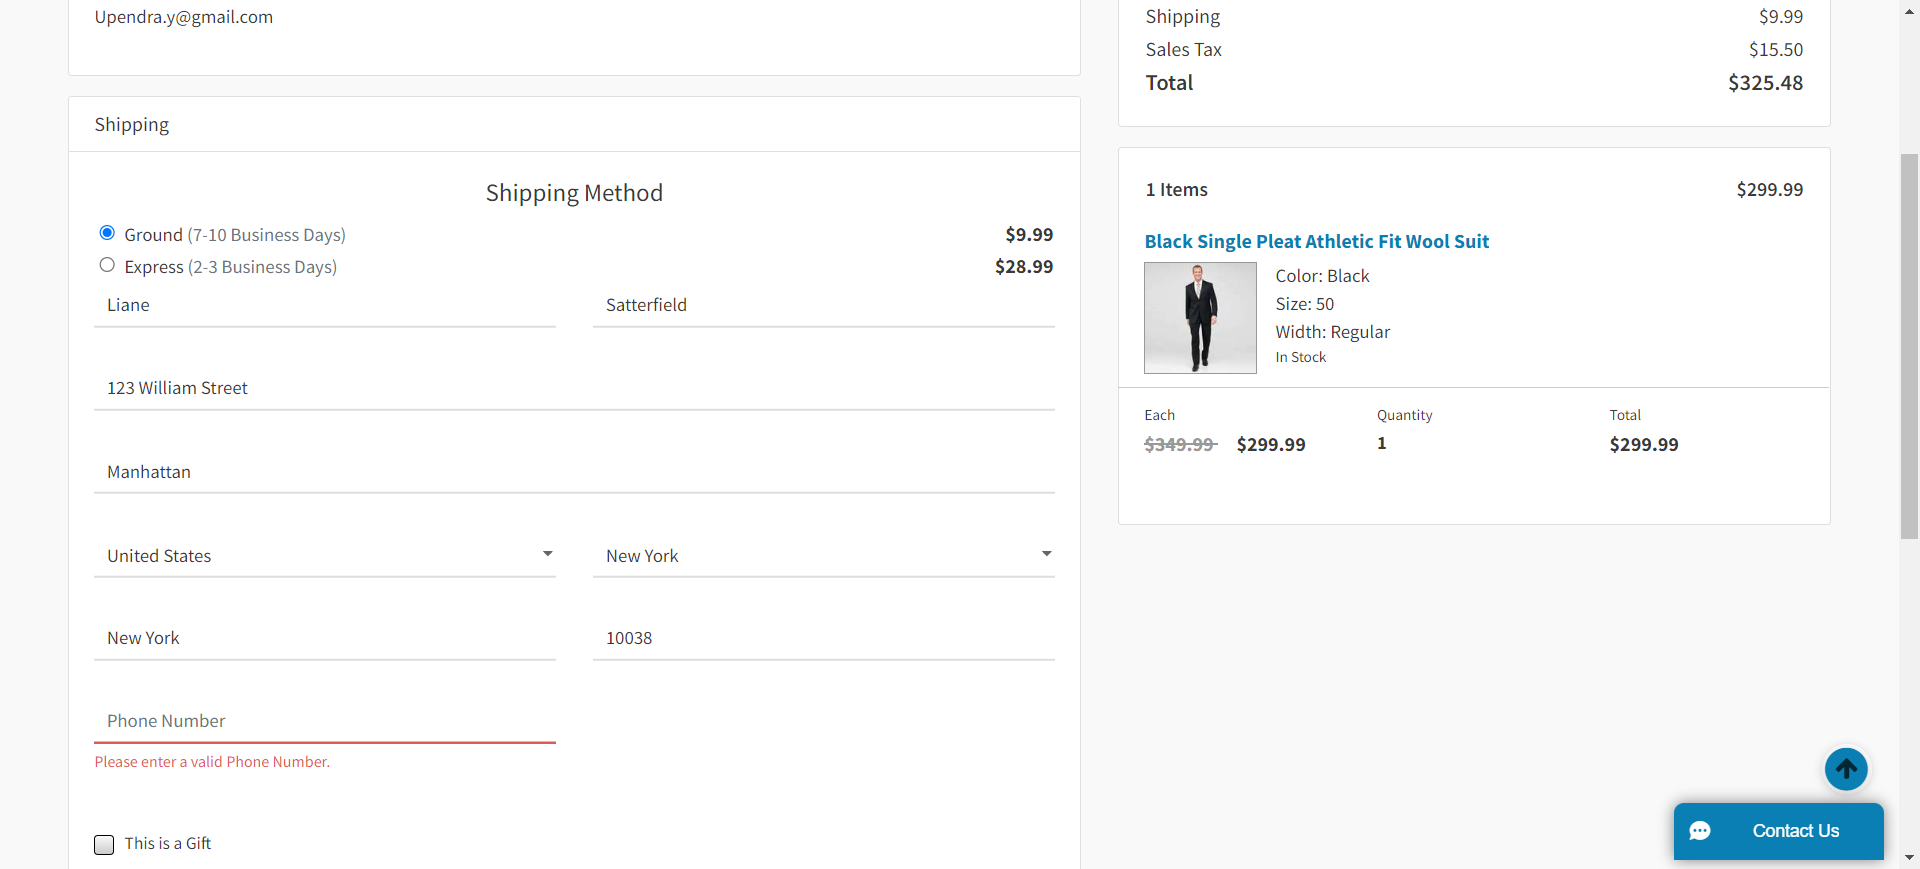 Upendra.y@gmail.com
Shipping
Shipping Method
Ground (7-10 Business Days) $9.99
Express (2-3 Business Days) $28.99
Liane Satterfield
123 William Street
Manhattan
United States New York
New York 10038
Phone Number
Please enter a valid Phone Number.
This is a Gift
Shipping $9.99
Sales Tax $15.50
Total $325.48
1 Items $299.99
Black Single Pleat Athletic Fit Wool Suit
Color: Black
Size: 50
Width: Regular
In Stock
Each Quantity Total
$349.99 $299.99 1 $299.99
Contact Us